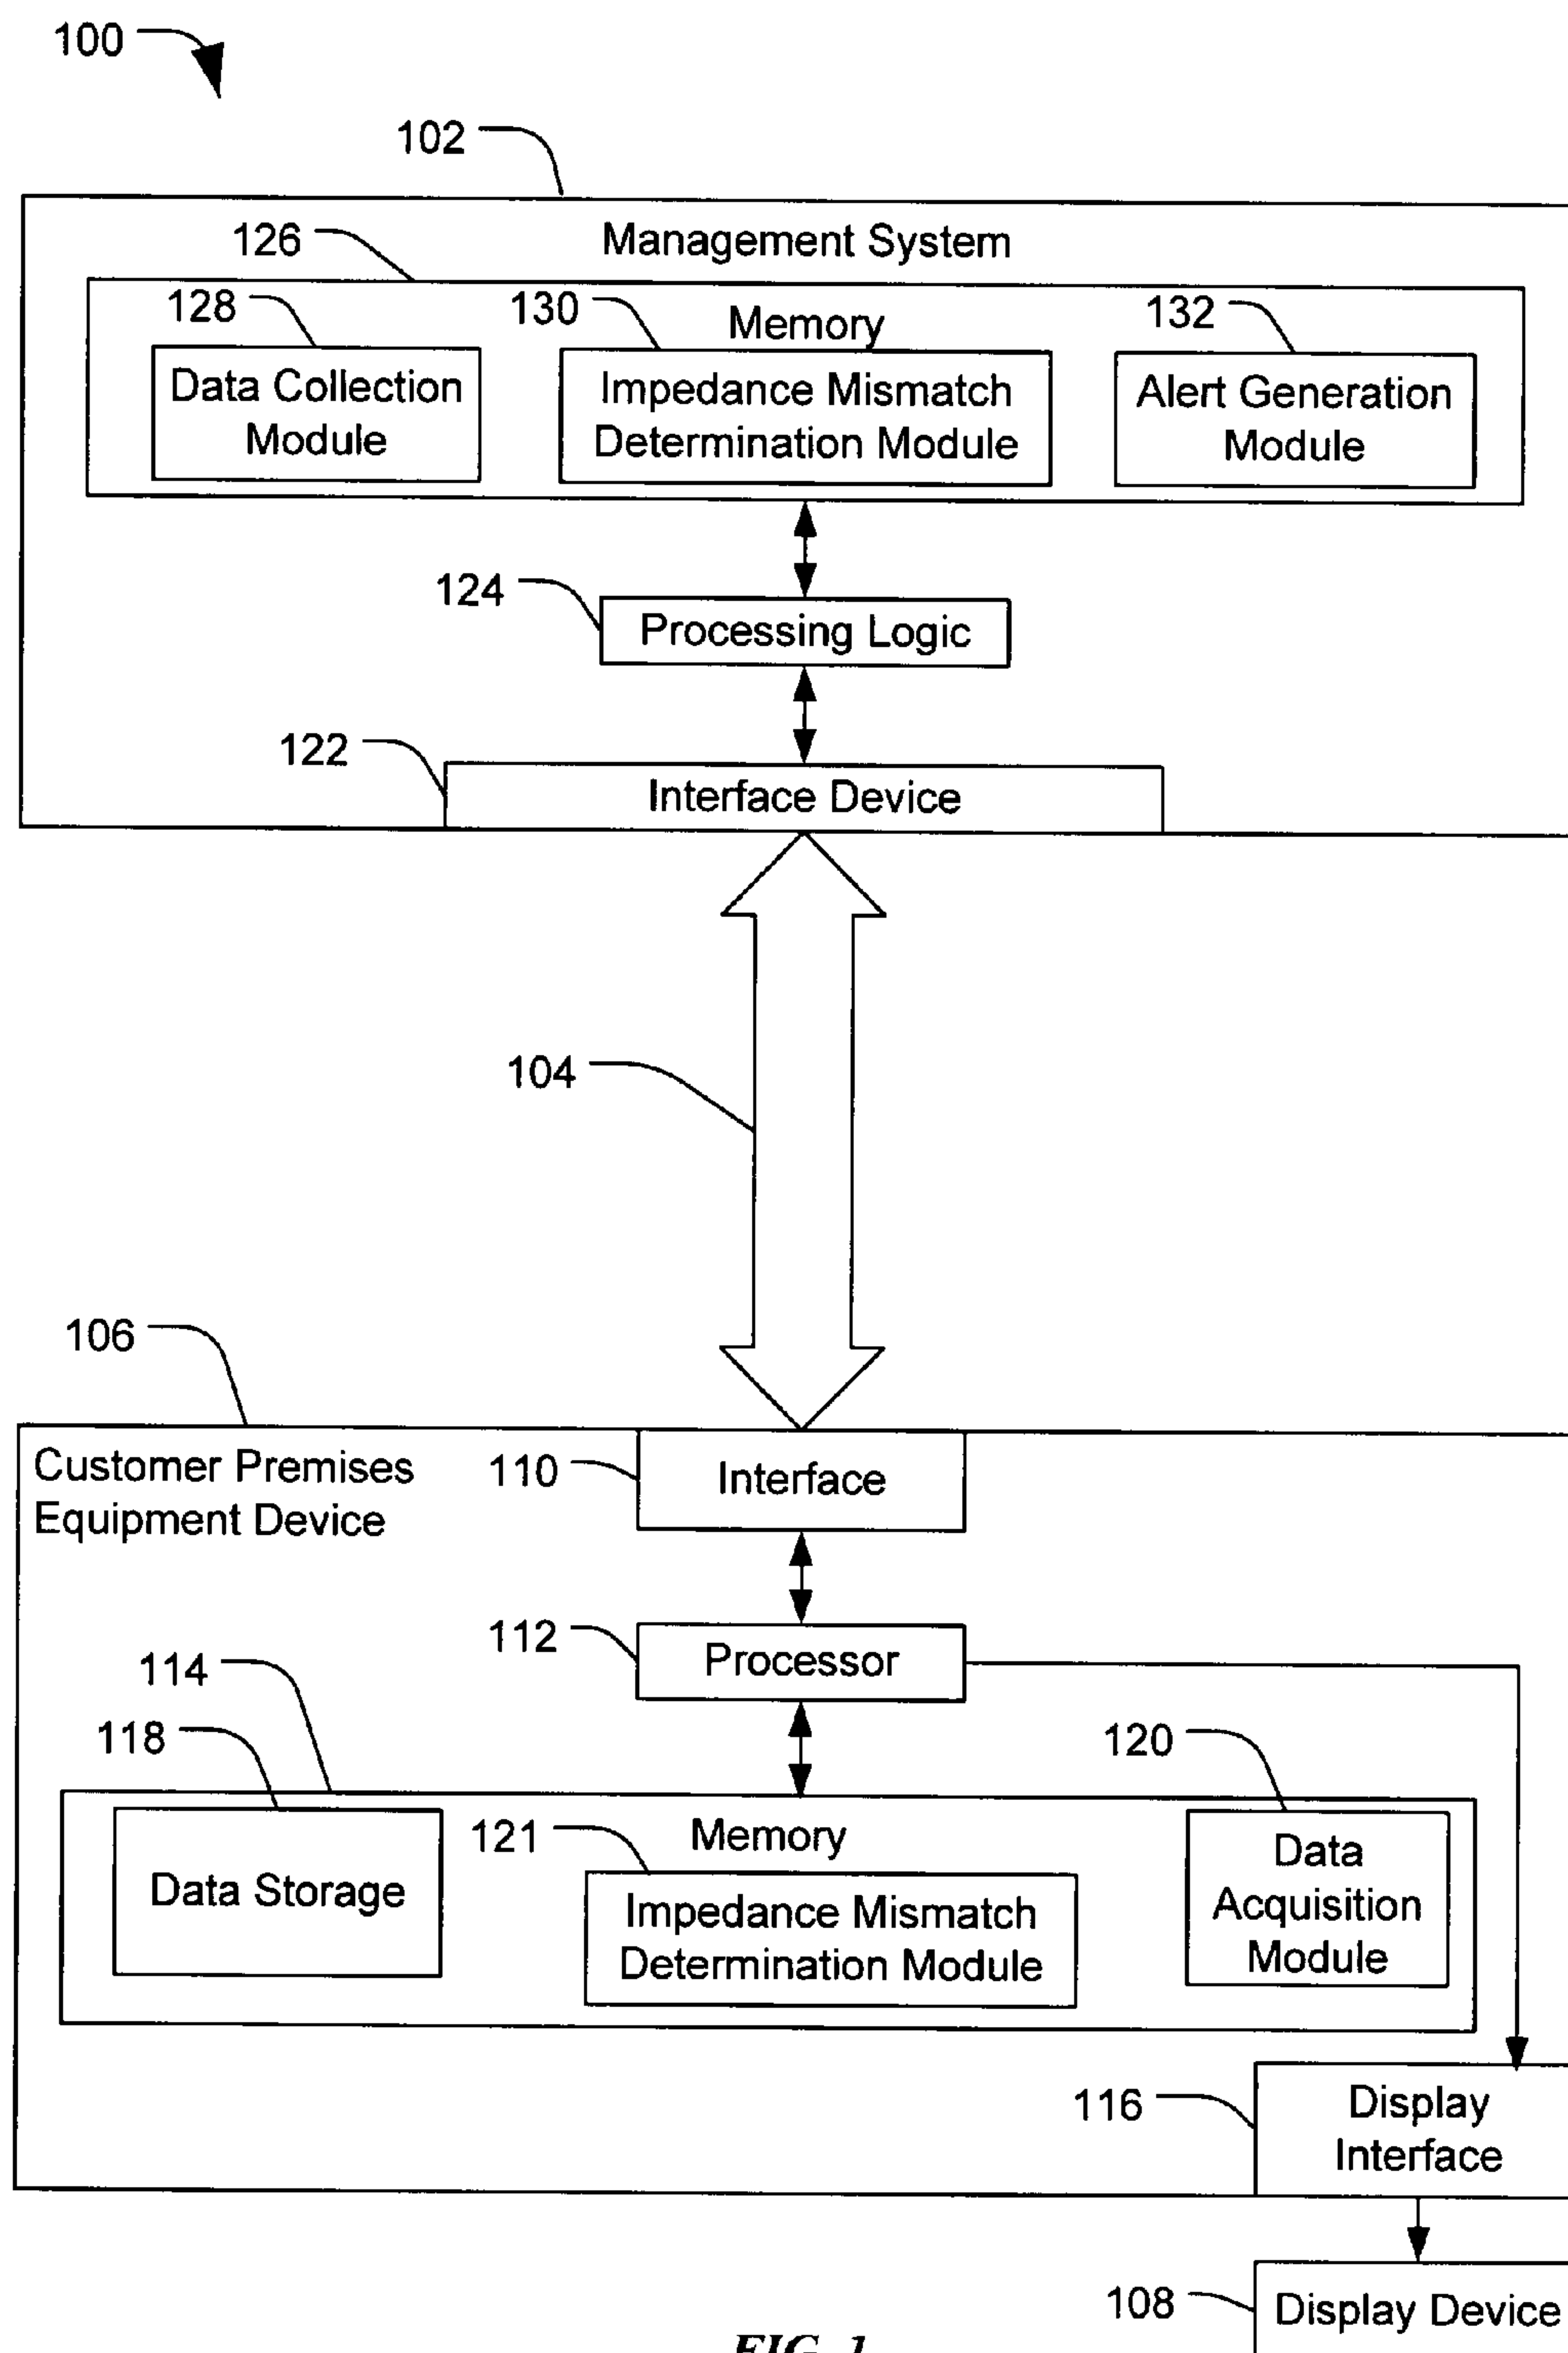 100
102
126
Management System
128
130
Memory
132
Data Collection
Module
Impedance Mismatch
Determination Module
Alert Generation
Module
124
Processing Logic
122
Interface Device
104
106
Customer Premises
Equipment Device
110
Interface
112
Processor
114
118
120
121
Memory
Data Storage
Impedance Mismatch
Determination Module
Data
Acquisition
Module
116
Display
Interface
108
Display Device
FIG. 1